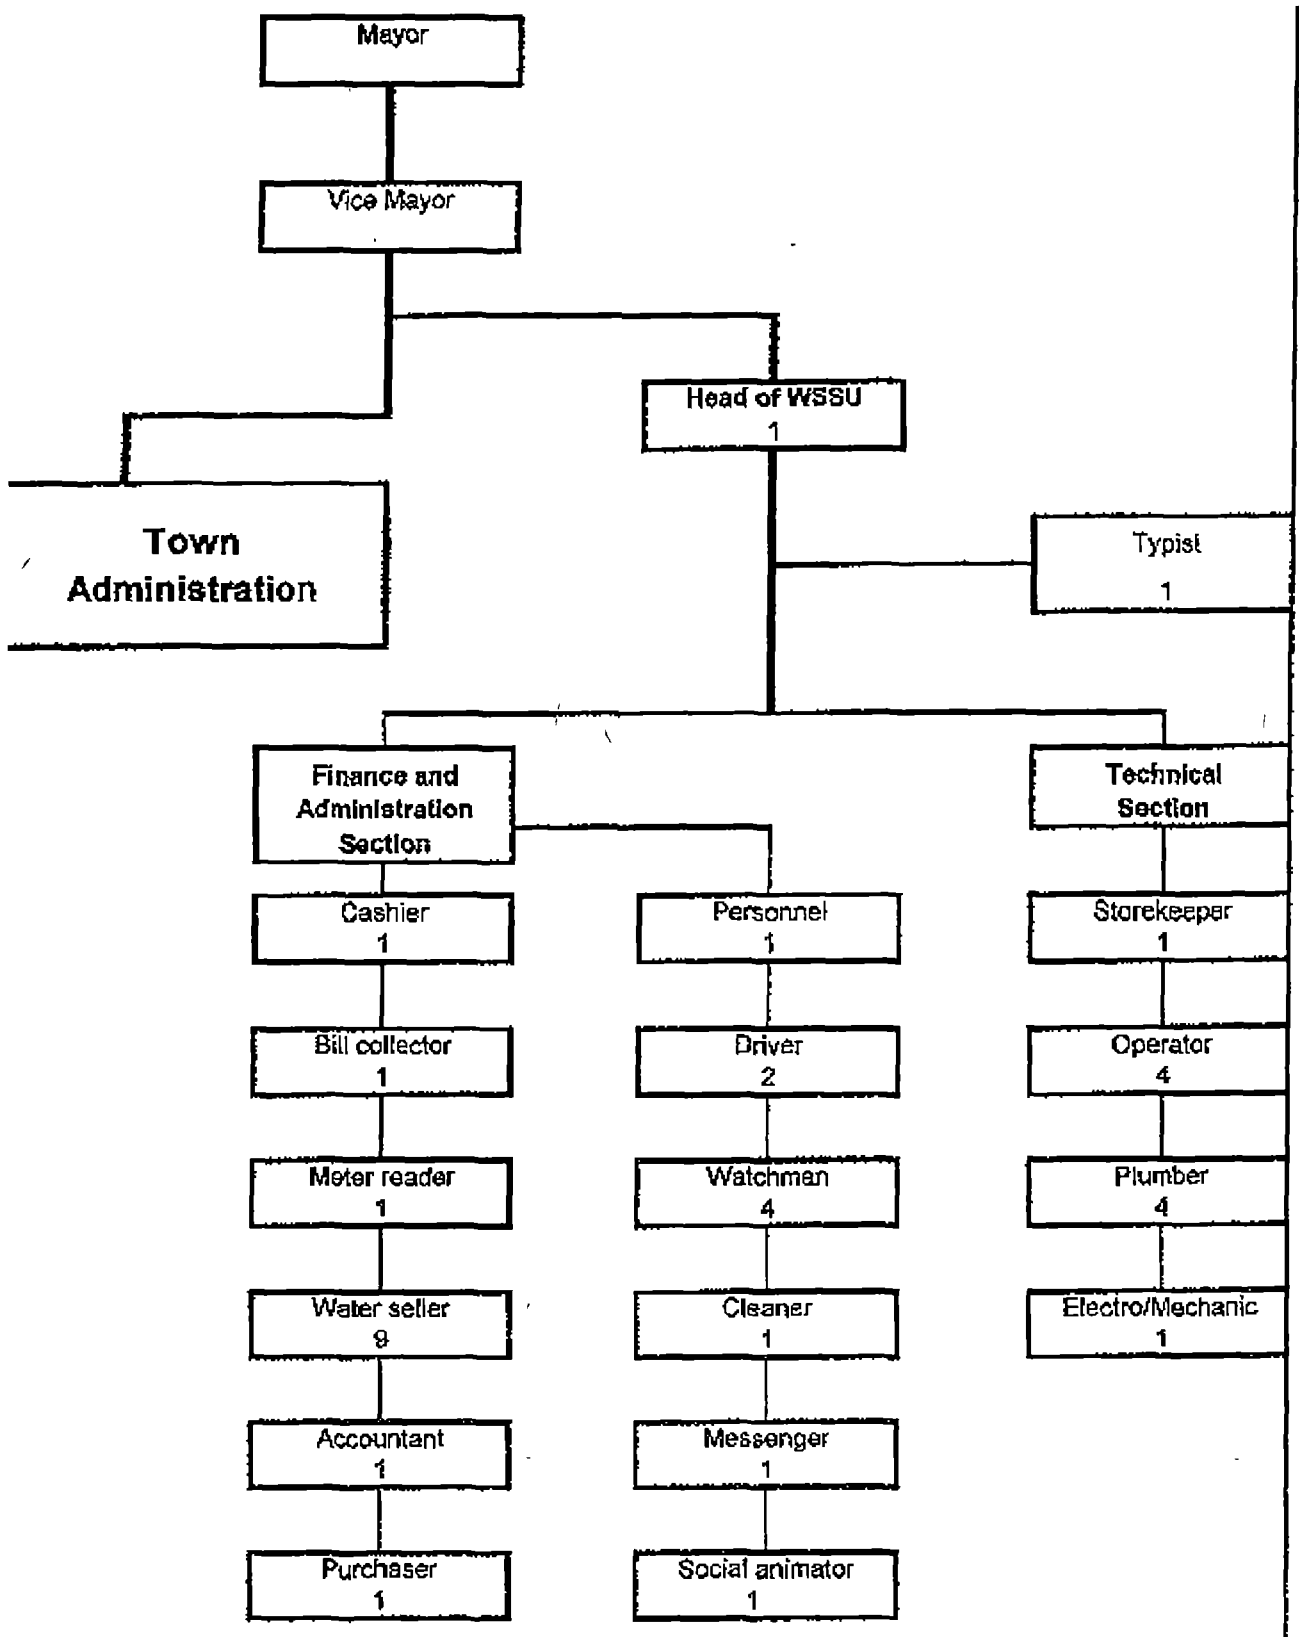 Mayor
Vice Mayor
Head of WSSU
1
Town
Administration
Typist
1
Finance and
Administration
Section
Technical
Section
Cashier
1
Personnel
1
Storekeeper
1
Bill collector
1
Driver
2
Operator
4
Meter reader
1
Watchman
4
Plumber
4
Water seller
9
Cleaner
1
Electro/Mechanic
1
Accountant
1
Messenger
1
Purchaser
1
Social animator
1